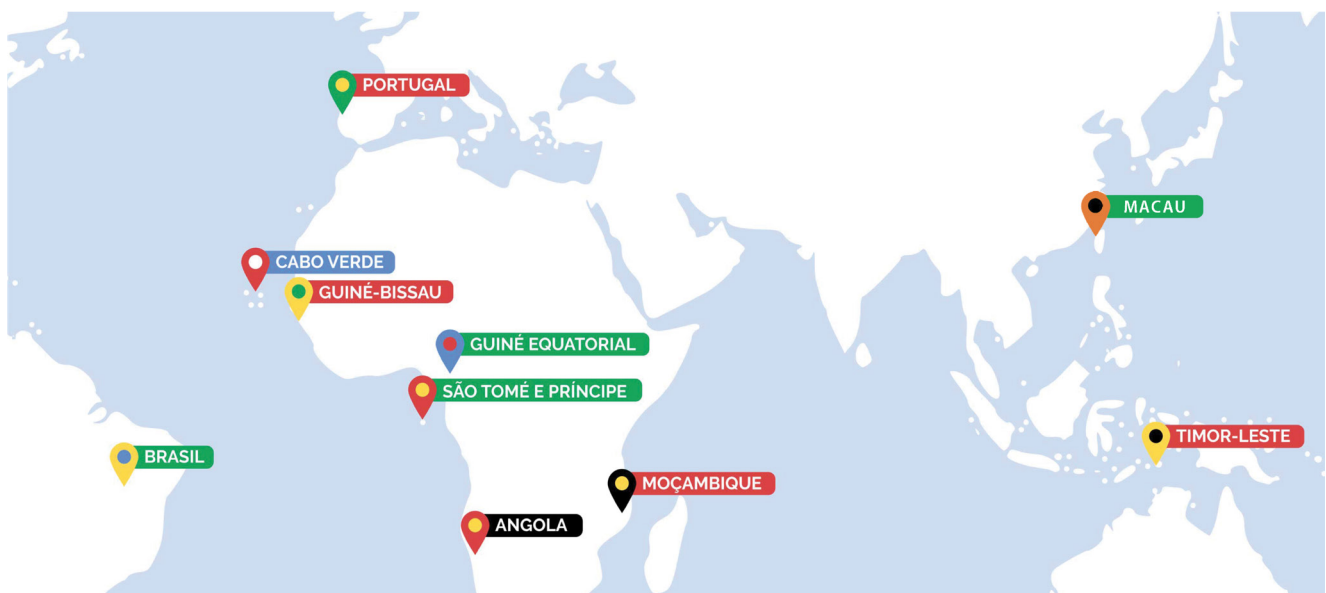 PORTUGAL
MACAU
CABO VERDE
GUINÉ-BISSAU
GUINÉ EQUATORIAL
SÃO TOMÉ E PRÍNCIPE
TIMOR-LESTE
BRASIL
MOÇAMBIQUE
ANGOLA